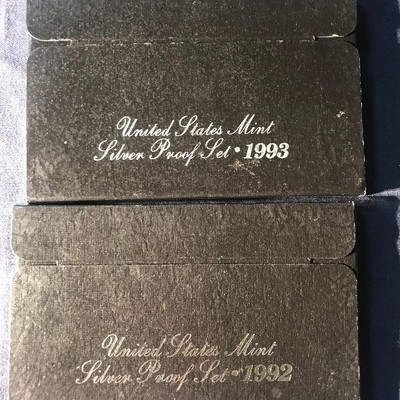 United States Mint
Silver Proof Set • 1993
United States Mint
Silver Proof Set • 1992